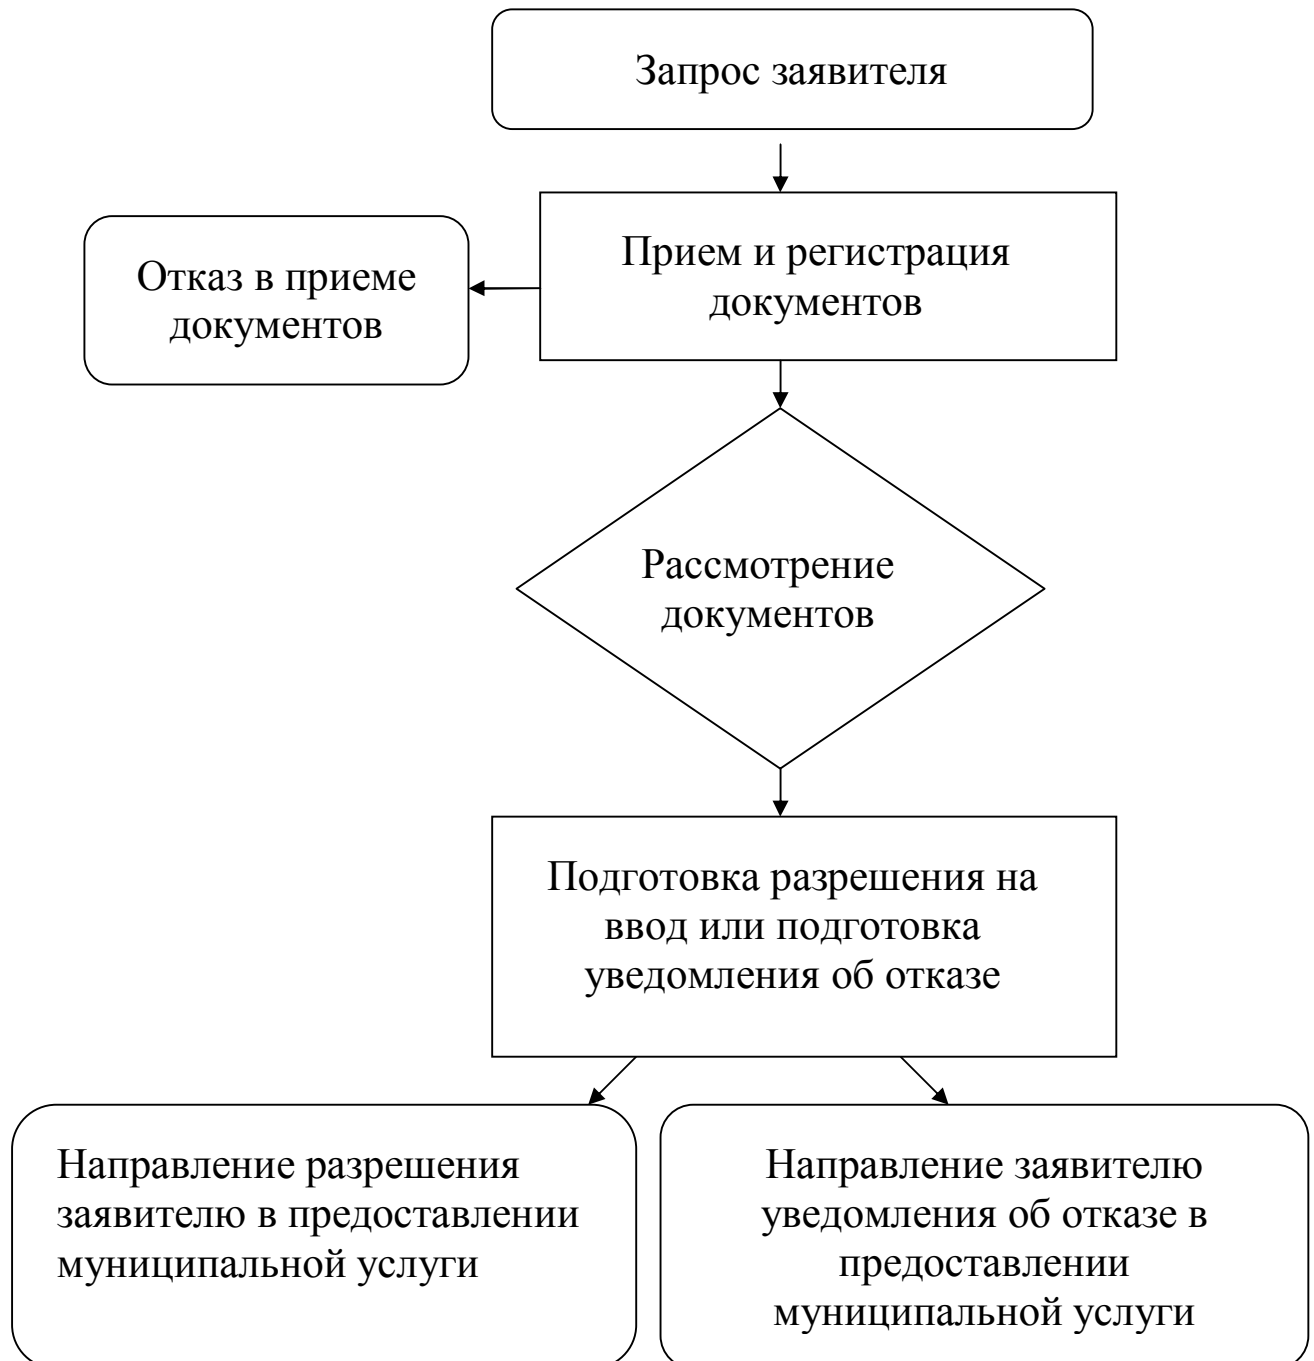 Запрос заявителя
Прием и регистрация
документов
Отказ в приеме
документов
Рассмотрение
документов
Подготовка разрешения на
ввод или подготовка
уведомления об отказе
Направление разрешения
заявителю в предоставлении
муниципальной услуги
Направление заявителю
уведомления об отказе в
предоставлении
муниципальной услуги